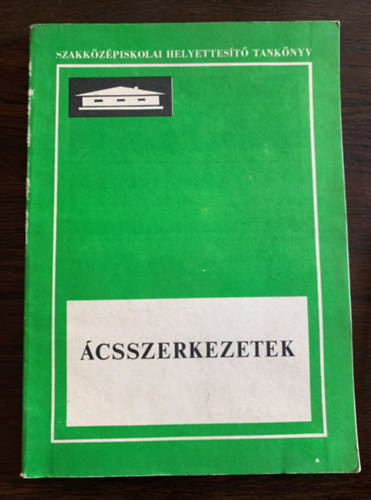 SZAKKÖZÉPISKOLAI HELYETTESÍTŐ TANKÖNYV
ÁCSSZERKEZETEK